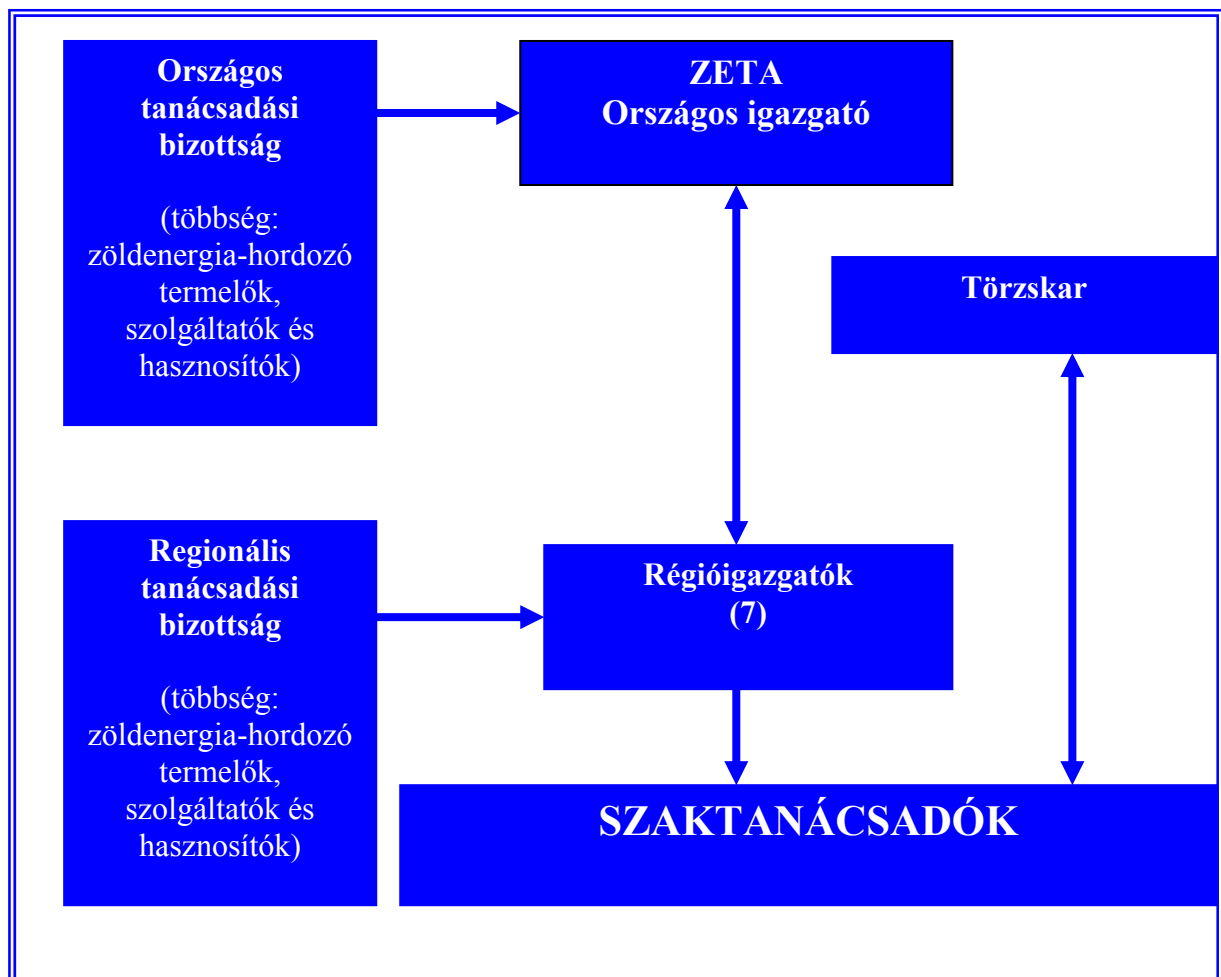 Országos
tanácsadási
bizottság
(többség:
zöldenergia-hordozó
termelők,
szolgáltatók és
hasznosítók)
ZETA
Országos igazgató
Törzskar
Regionális
tanácsadási
bizottság
(többség:
zöldenergia-hordozó
termelők,
szolgáltatók és
hasznosítók)
Régióigazgatók
(7)
SZAKTANÁCSADÓK